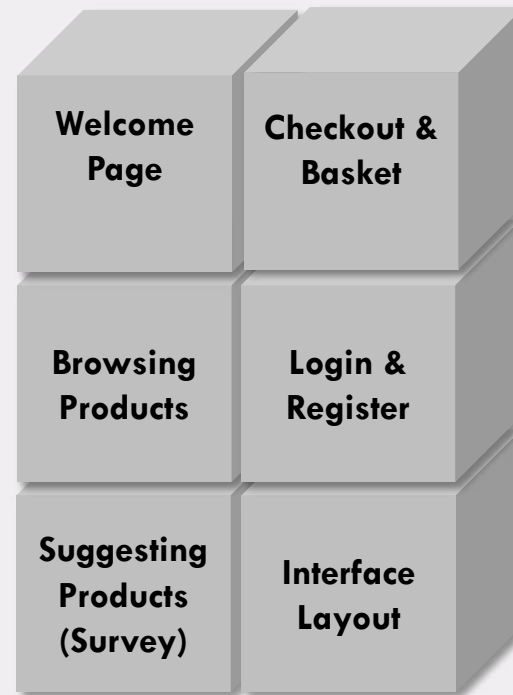 Welcome
Page
Checkout &
Basket
Browsing
Products
Login &
Register
Suggesting
Products
(Survey)
Interface
Layout